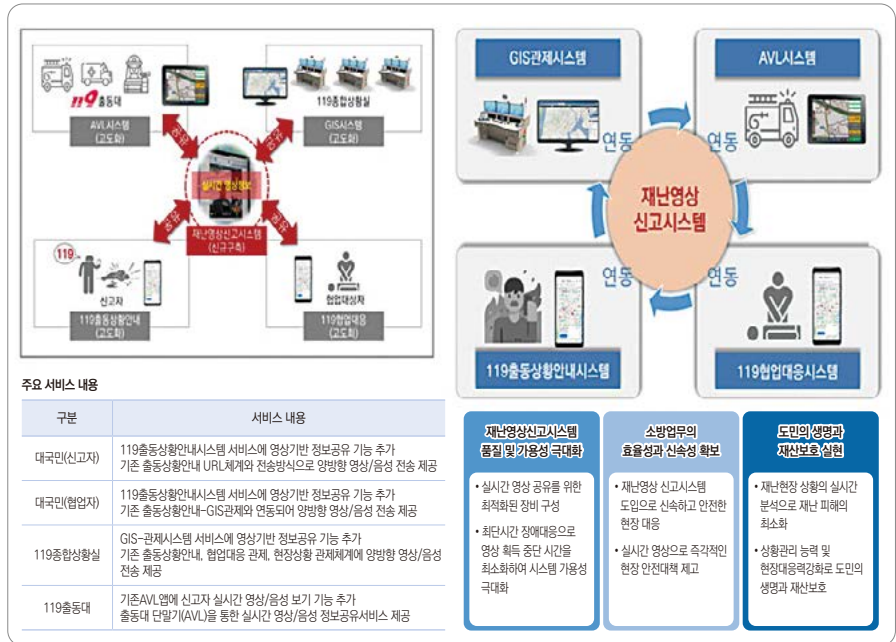 119 출동대
AVL시스템
(고도화)
119종합상황실
GIS시스템
(고도화)
공유
공유
실시간 영상정보
공유
공유
재난영상신고시스템
(신규구축)
119
신고자
119출동상황안내
(고도화)
협업대상자
119협업대응
(고도화)
GIS관제시스템
AVL시스템
연동
연동
재난영상
신고시스템
연동
연동
119출동상황안내시스템
119협업대응시스템
주요 서비스 내용
구분
서비스 내용
대국민(신고자)
119출동상황안내시스템 서비스에 영상기반 정보공유 기능 추가
기존 출동상황안내 URL체계와 전송방식으로 양방향 영상/음성 전송 제공
대국민(협업자)
119출동상황안내시스템 서비스에 영상기반 정보공유 기능 추가
기존 출동상황안내-GIS관제와 연동되어 양방향 영상/음성 전송 제공
119종합상황실
GIS-관제시스템 서비스에 영상기반 정보공유 기능 추가
기존 출동상황안내, 협업대응 관제, 현장상황 관제체계에 양방향 영상/음성
전송 제공
119출동대
기존AVL앱에 신고자 실시간 영상/음성 보기 기능 추가
출동대 단말기(AVL)을 통한 실시간 영상/음성 정보공유서비스 제공
재난영상신고시스템
품질 및 가용성 극대화
• 실시간 영상 공유를 위한
최적화된 장비 구성
• 최단시간 장애대응으로
영상 획득 중단 시간을
최소화하여 시스템 가용성
극대화
소방업무의
효율성과 신속성 확보
• 재난영상 신고시스템
도입으로 신속하고 안전한
현장 대응
• 실시간 영상으로 즉각적인
현장 안전대책 제고
도민의 생명과
재산보호 실현
• 재난현장 상황의 실시간
분석으로 재난 피해의
최소화
• 상황관리 능력 및
현장대응력강화로 도민의
생명과 재산보호